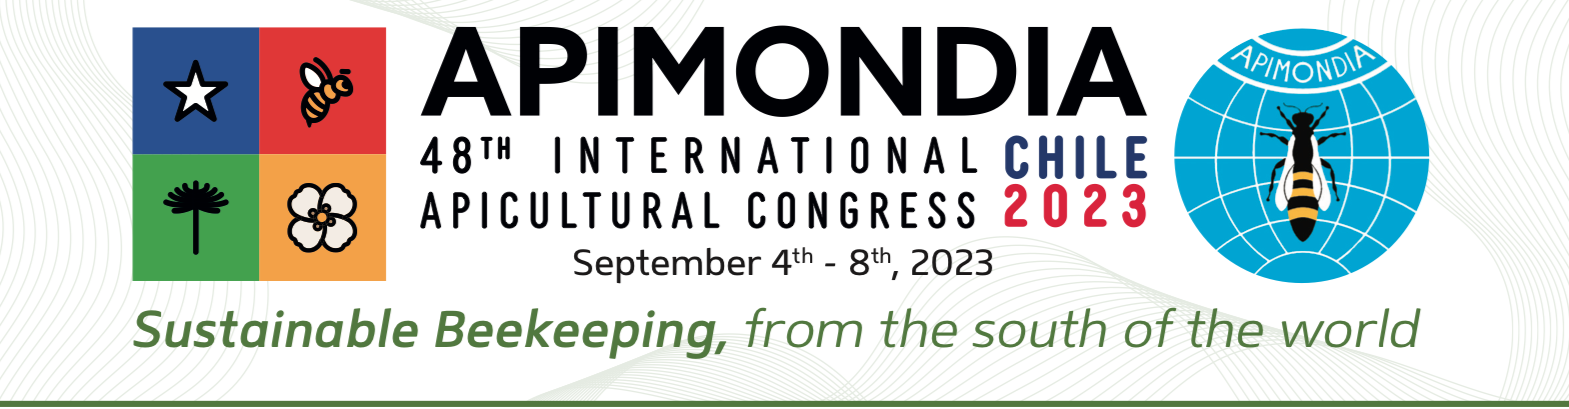 APIMONDIA
48TH INTERNATIONAL
APICULTURAL CONGRESS
CHILE
2023
September 4th - 8th, 2023
APIMONDIA
Sustainable Beekeeping, from the south of the world